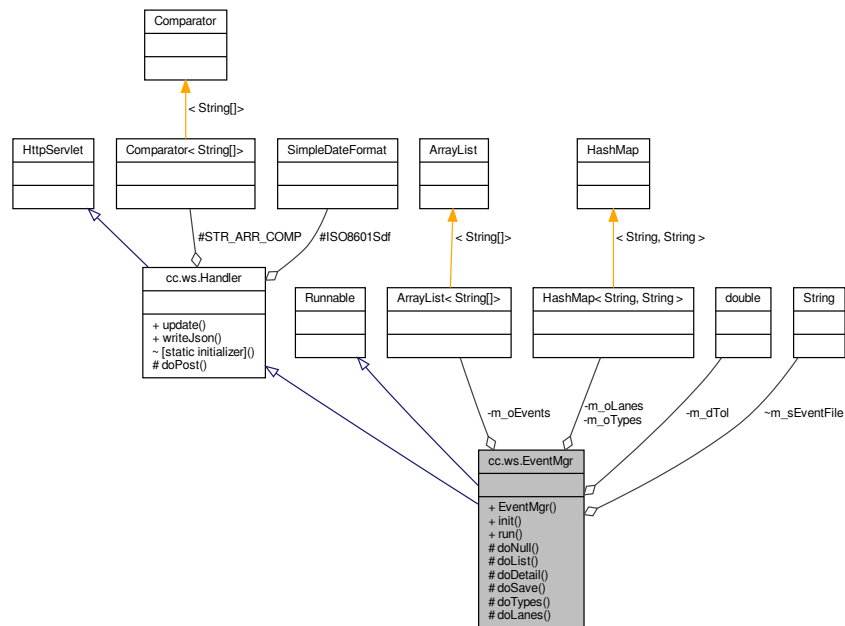 Comparator
< String[]>
HttpServlet
Comparator< String[]>
SimpleDateFormat
ArrayList
HashMap
#STR_ARR_COMP
#ISO8601Sdf
< String[]>
< String, String >
cc.ws.Handler
+ update()
+ writeJson()
~ [static initializer]()
# doPost()
Runnable
ArrayList< String[]>
HashMap< String, String >
double
String
-m_oEvents
-m_oLanes
-m_oTypes
-m_dTol
~m_sEventFile
cc.ws.EventMgr
+ EventMgr()
+ init()
+ run()
# doNull()
# doList()
# doDetail()
# doSave()
# doTypes()
# doLanes()